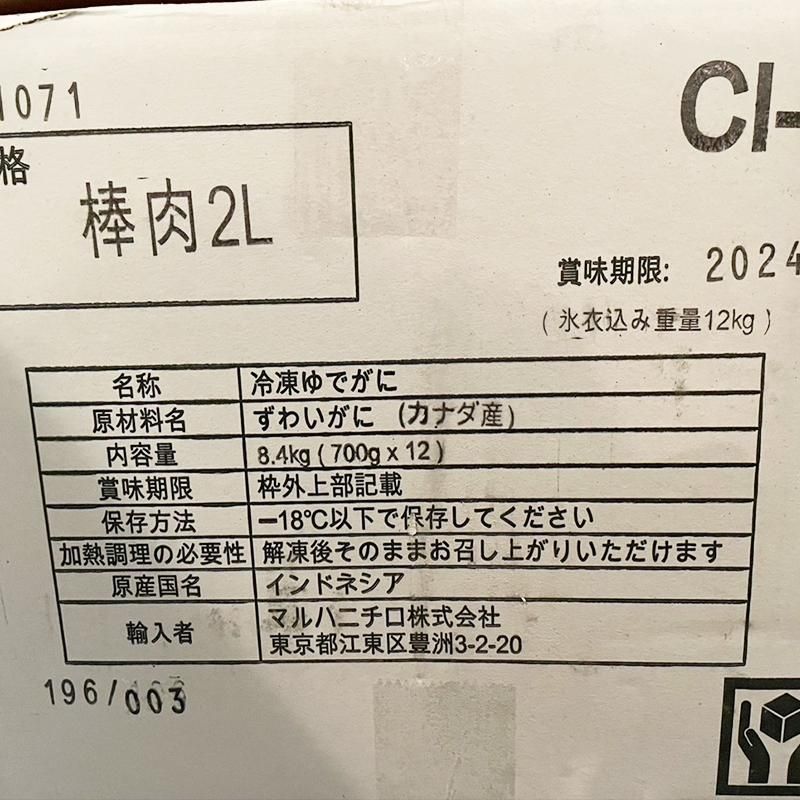 1071
CI-
格
棒肉2L
賞味期限: 2024
(氷衣込み重量12kg)
名称 冷凍ゆでがに
原材料名 ずわいがに (カナダ産)
内容量 8.4kg (700g x 12)
賞味期限 枠外上部記載
保存方法 −18℃以下で保存してください
加熱調理の必要性 解凍後そのままお召し上がりいただけます
原産国名 インドネシア
輸入者 マルハニチロ株式会社
東京都江東区豊洲3-2-20
196/003